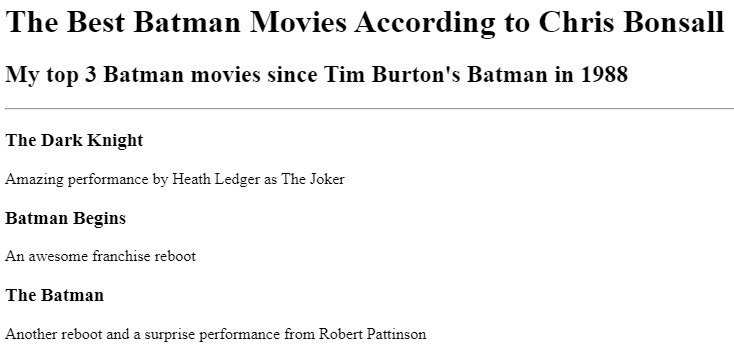 The Best Batman Movies According to Chris Bonsall
My top 3 Batman movies since Tim Burton's Batman in 1988
The Dark Knight
Amazing performance by Heath Ledger as The Joker
Batman Begins
An awesome franchise reboot
The Batman
Another reboot and a surprise performance from Robert Pattinson